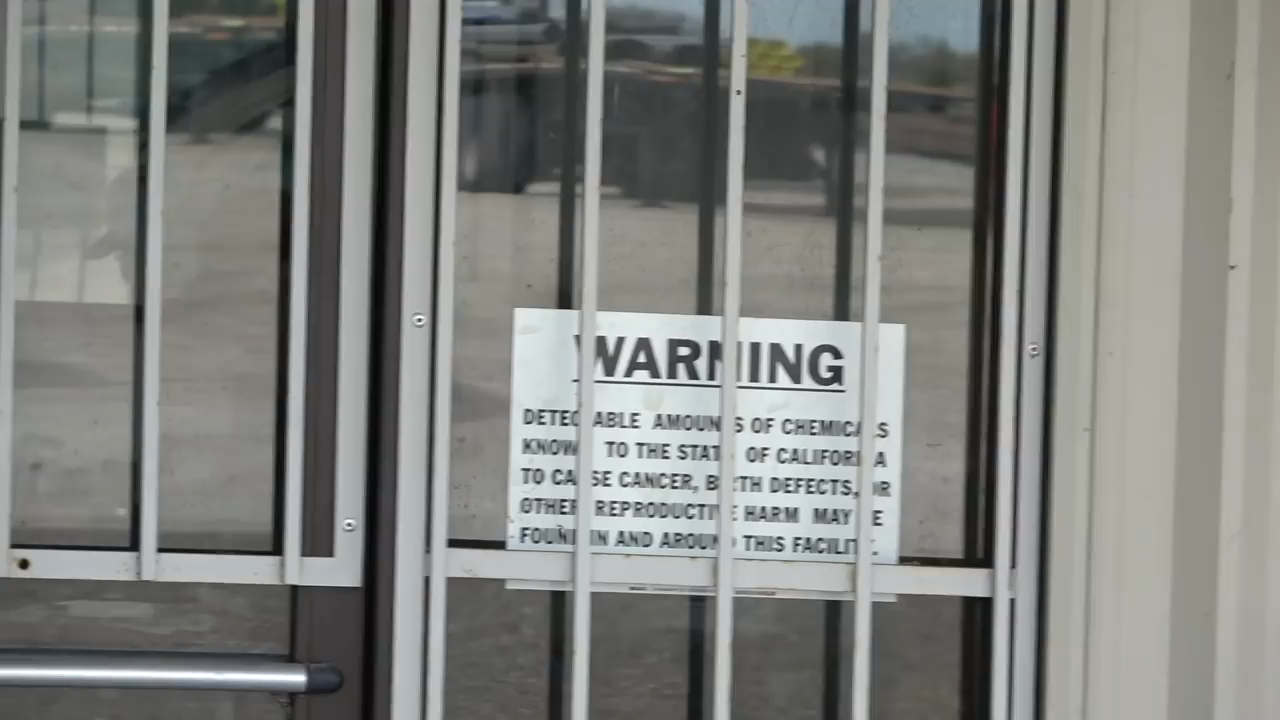 WARNING
DETECTABLE AMOUNTS OF CHEMICALS
KNOWN TO THE STATE OF CALIFORNIA
TO CAUSE CANCER, BIRTH DEFECTS, OR
OTHER REPRODUCTIVE HARM MAY BE
FOUND IN AND AROUND THIS FACILITY.